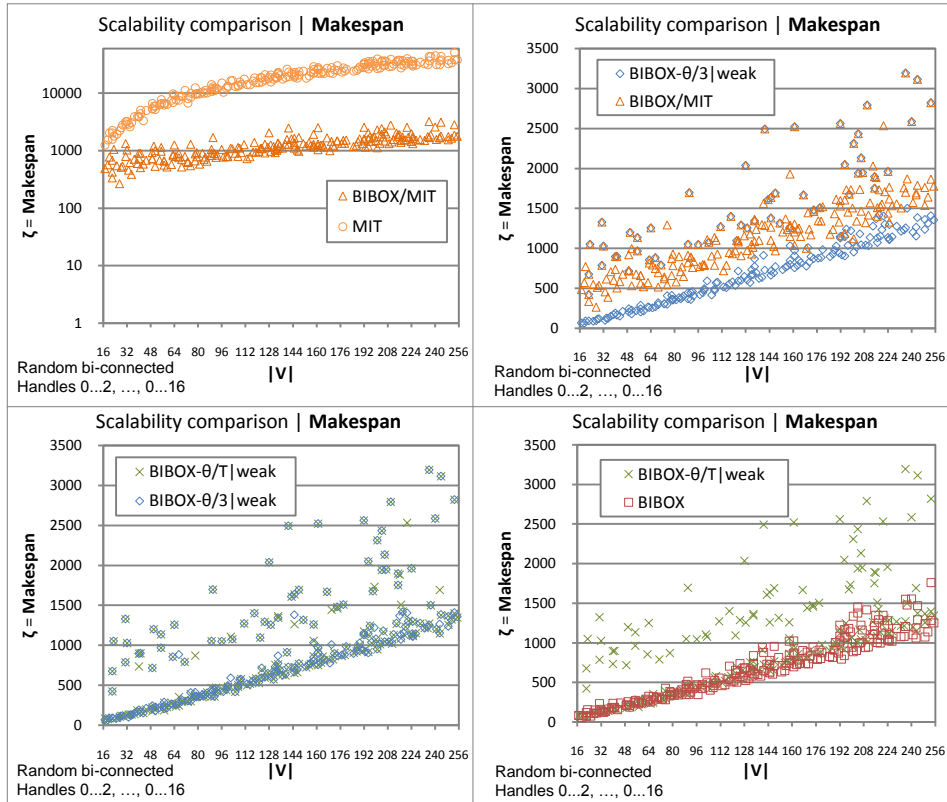 Scalability comparison | Makespan
ζ = Makespan
10000
1000
100
10
1
BIBOX/MIT
MIT
16 32 48 64 80 96 112 128 144 160 176 192 208 224 240 256
Random bi-connected
Handles 0...2, ..., 0...16
|V|
Scalability comparison | Makespan
ζ = Makespan
3500
3000
2500
2000
1500
1000
500
0
BIBOX-θ/3|weak
BIBOX/MIT
16 32 48 64 80 96 112 128 144 160 176 192 208 224 240 256
Random bi-connected
Handles 0...2, ..., 0...16
|V|
Scalability comparison | Makespan
ζ = Makespan
3500
3000
2500
2000
1500
1000
500
0
BIBOX-θ/T|weak
BIBOX-θ/3|weak
16 32 48 64 80 96 112 128 144 160 176 192 208 224 240 256
Random bi-connected
Handles 0...2, ..., 0...16
|V|
Scalability comparison | Makespan
ζ = Makespan
3500
3000
2500
2000
1500
1000
500
0
BIBOX-θ/T|weak
BIBOX
16 32 48 64 80 96 112 128 144 160 176 192 208 224 240 256
Random bi-connected
Handles 0...2, ..., 0...16
|V|